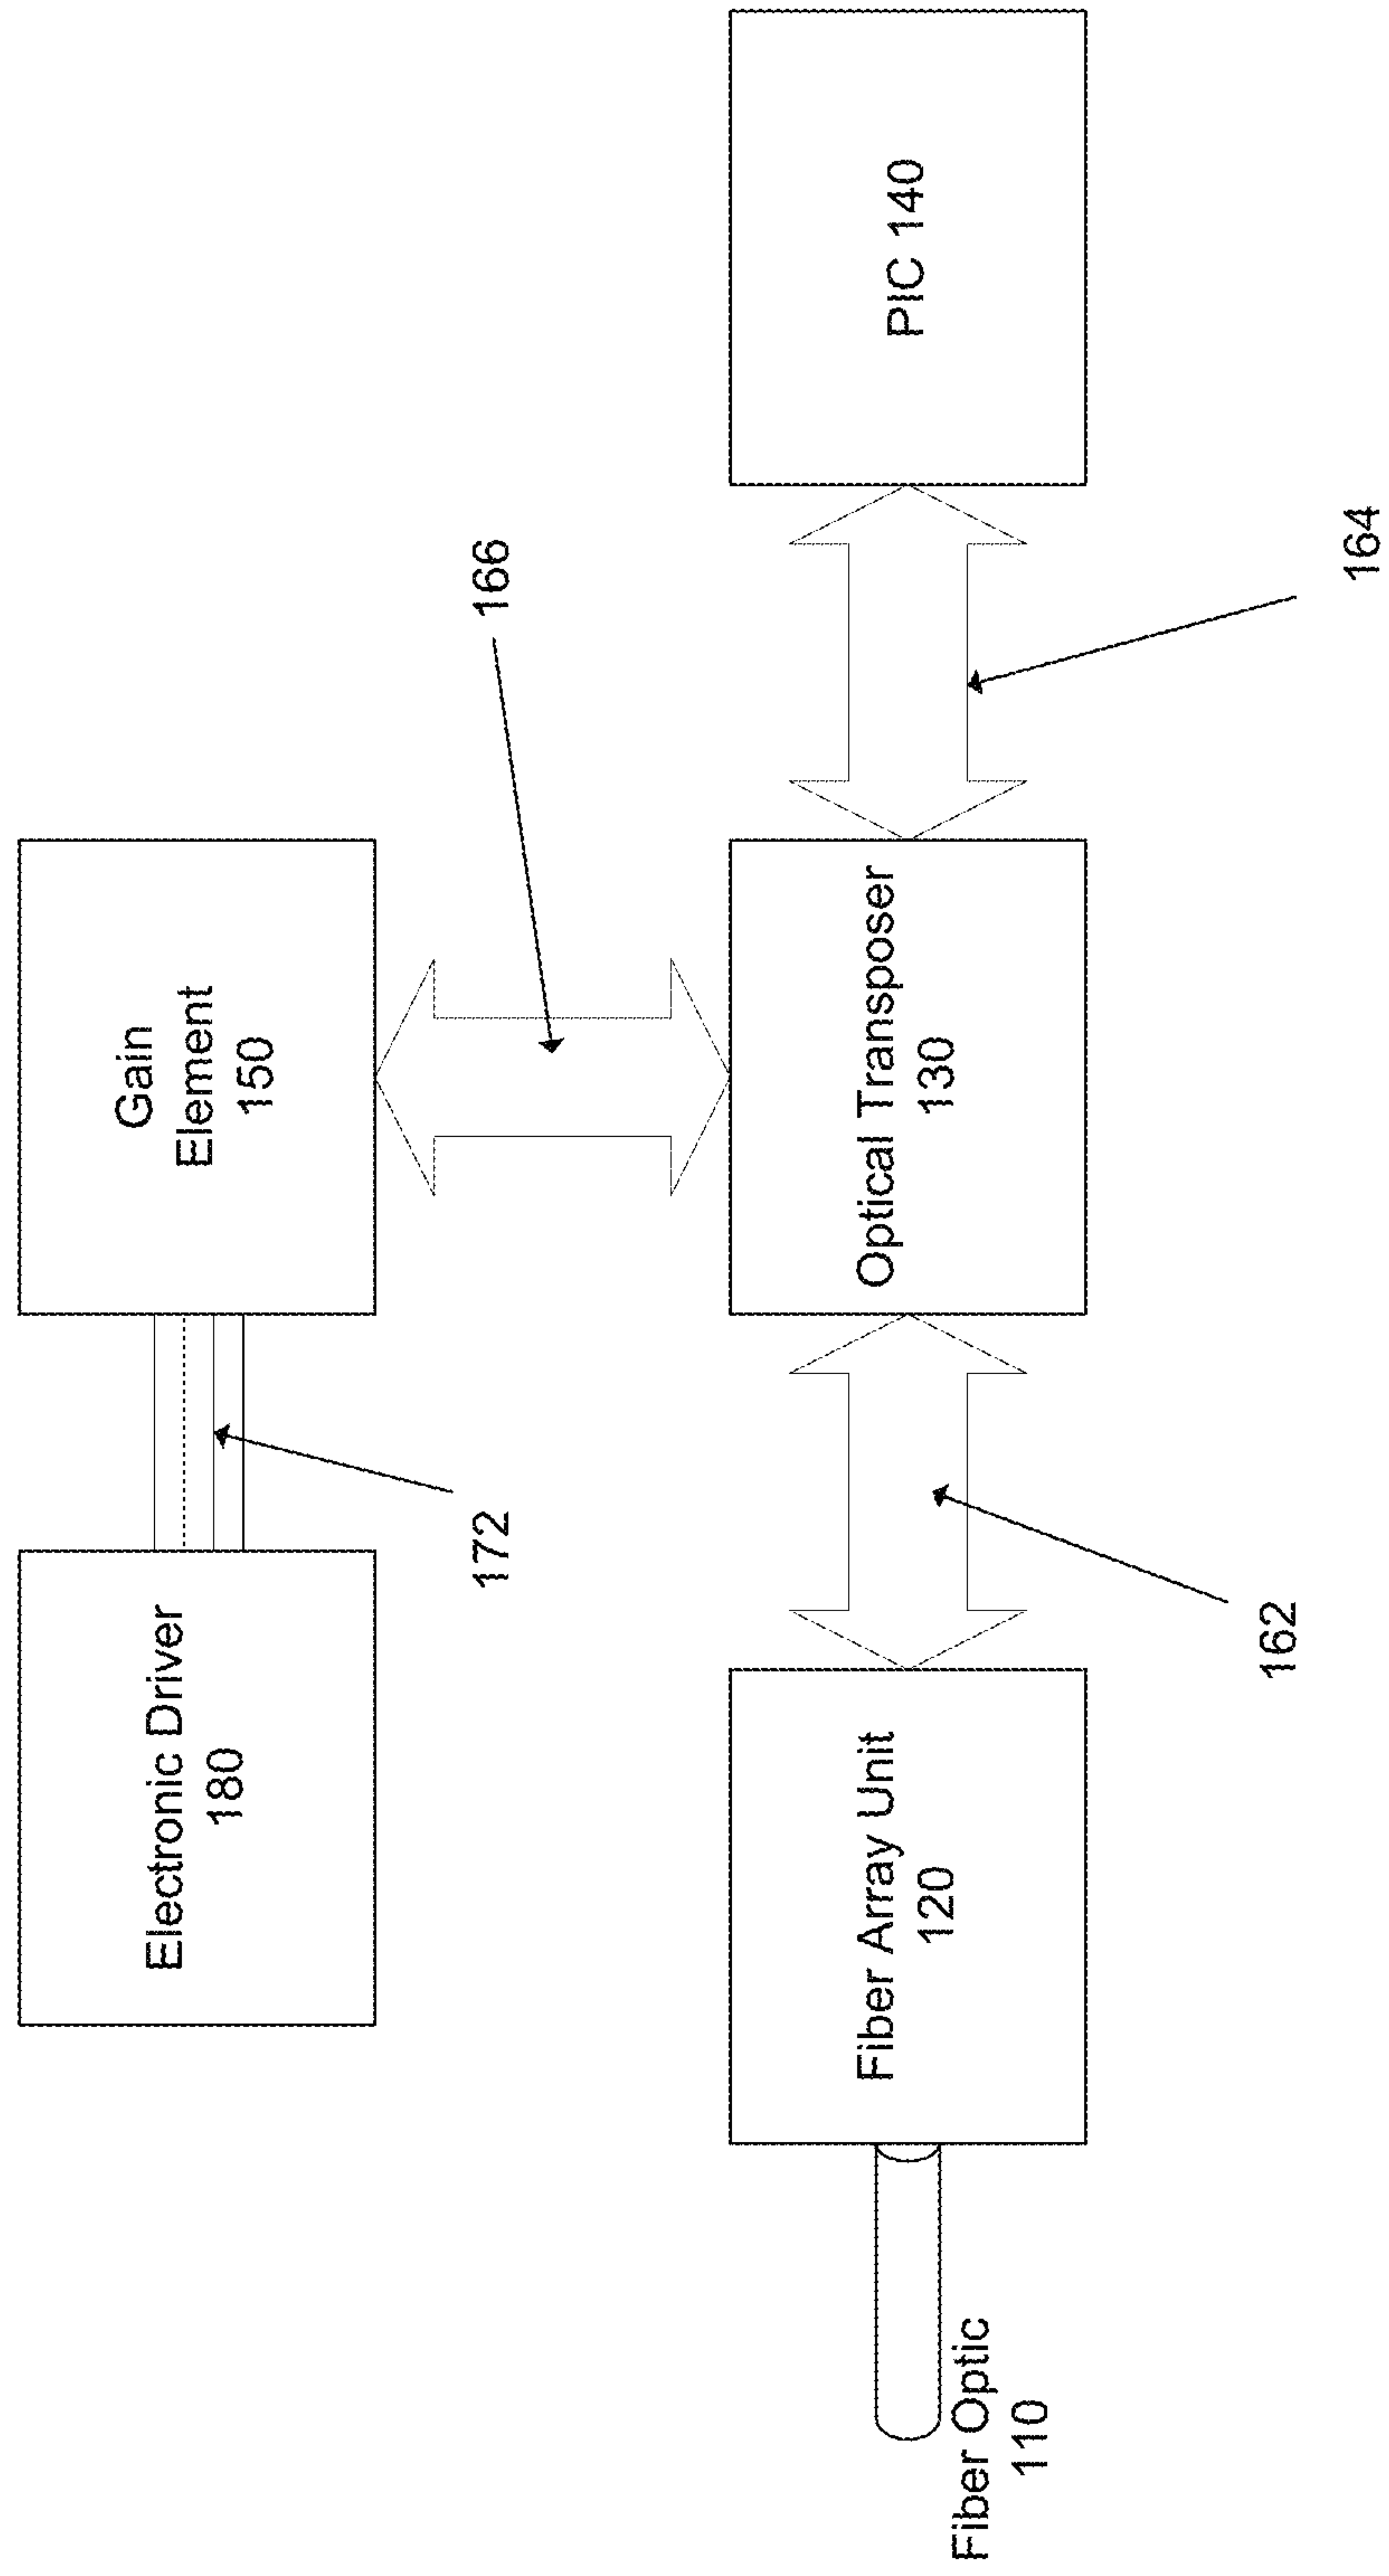 Electronic Driver
180
172
Gain
Element
150
166
Fiber Optic
110
Fiber Array Unit
120
162
Optical Transposer
130
164
PIC 140